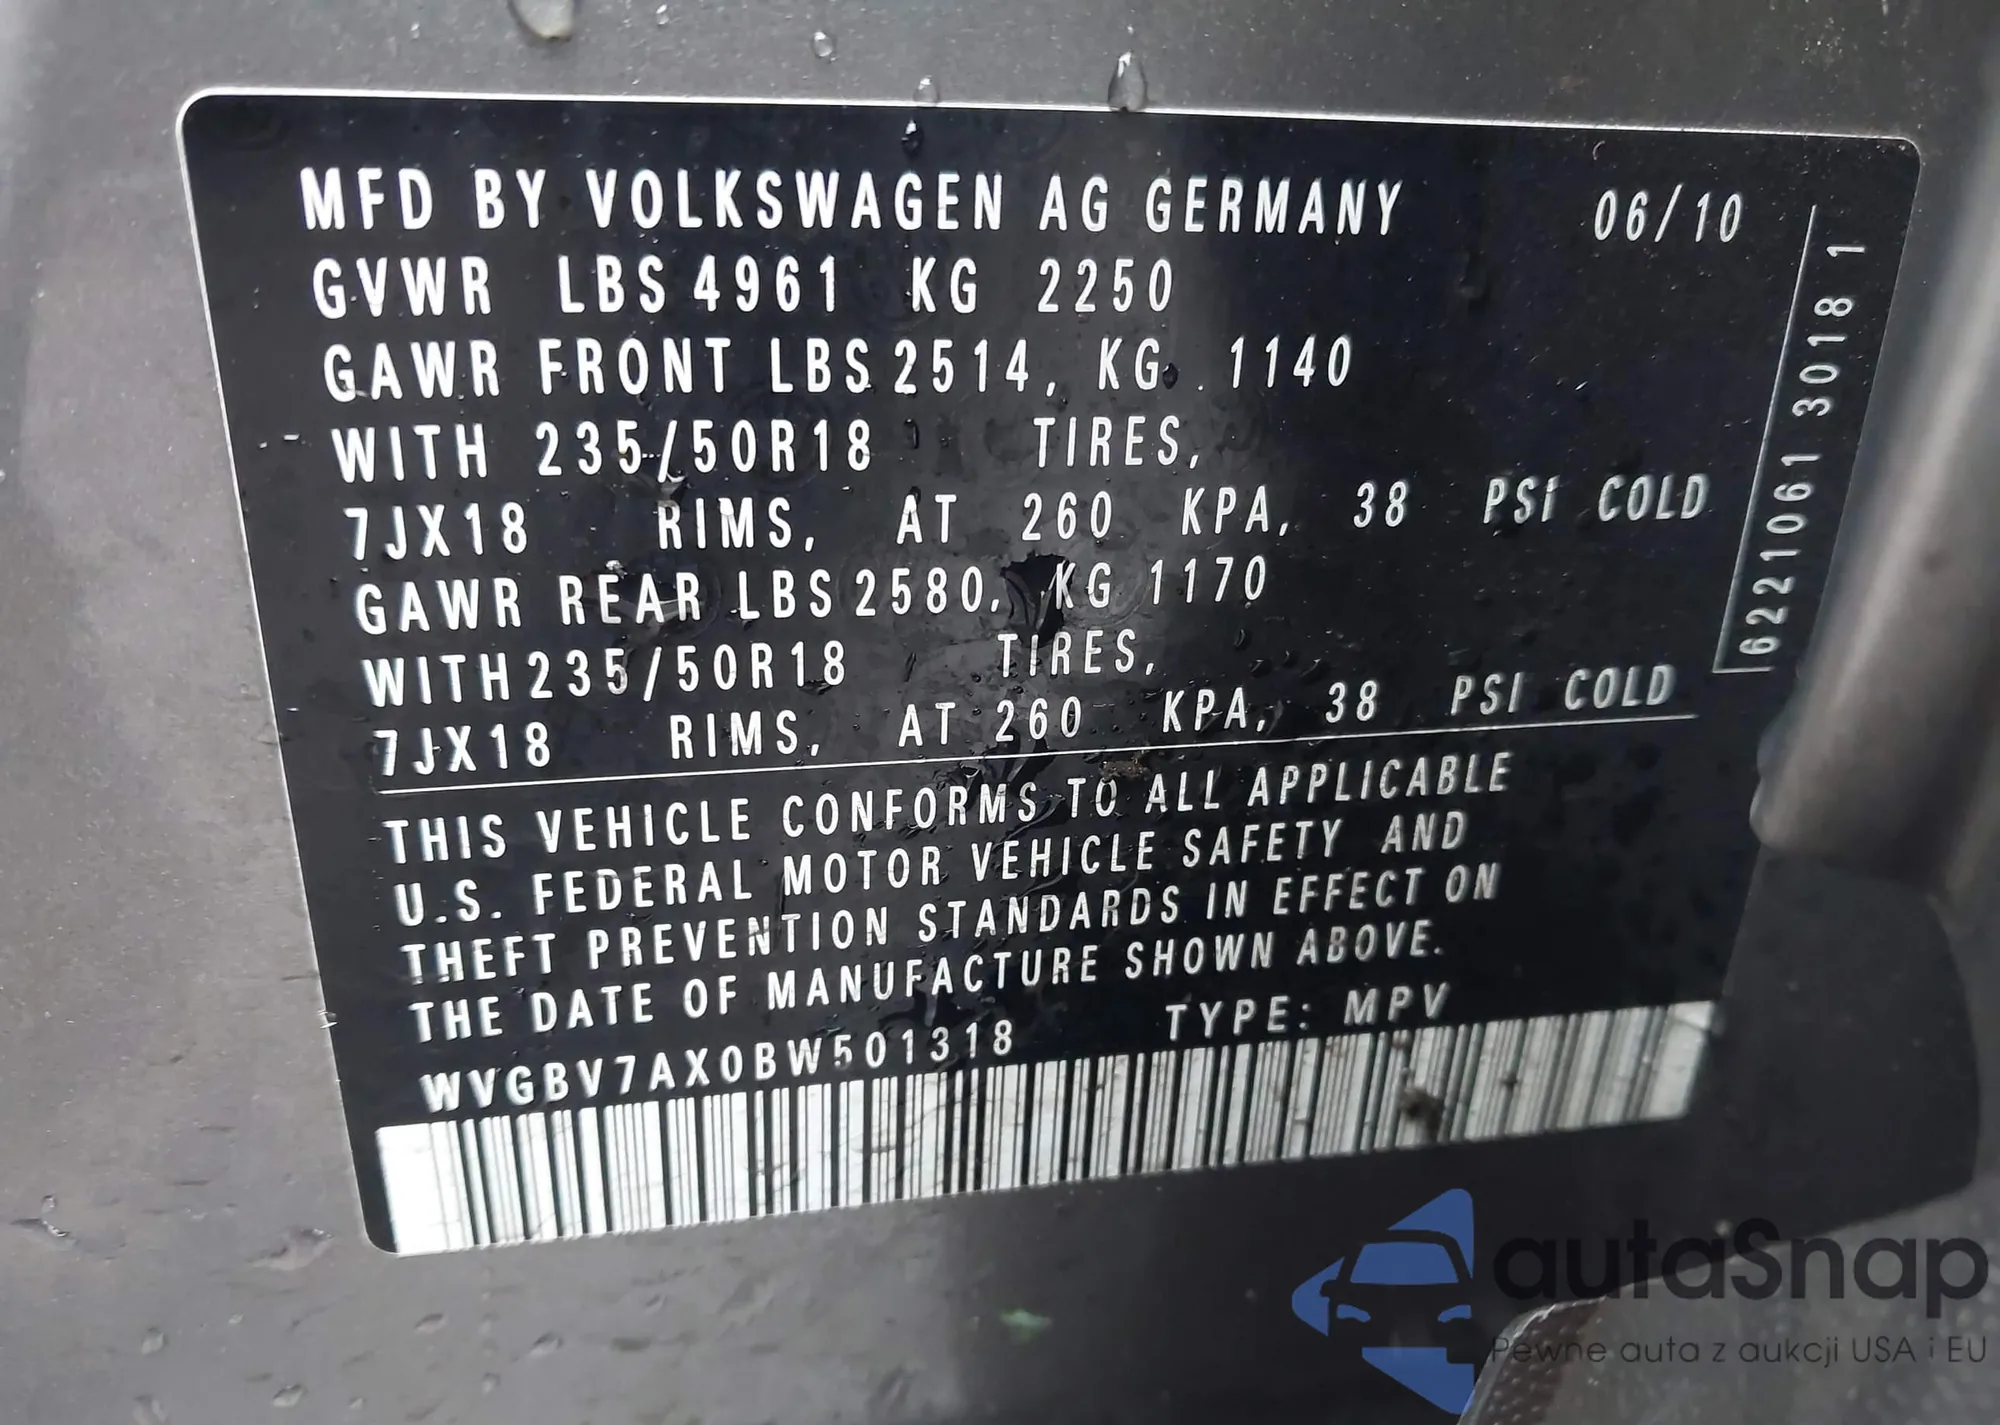 MFD BY VOLKSWAGEN AG GERMANY 06/10
GVWR LBS 4961 KG 2250
GAWR FRONT LBS 2514, KG. 1140
WITH 235/50R18 TIRES,
7JX18 RIMS, AT 260 KPA, 38 PSI COLD
GAWR REAR LBS 2580, KG 1170
WITH 235/50R18 TIRES,
7JX18 RIMS, AT 260 KPA, 38 PSI COLD
6221061 3018 1
THIS VEHICLE CONFORMS TO ALL APPLICABLE
U.S. FEDERAL MOTOR VEHICLE SAFETY AND
THEFT PREVENTION STANDARDS IN EFFECT ON
THE DATE OF MANUFACTURE SHOWN ABOVE.
WVGBV7AX0BW501318 TYPE: MPV
autaSnap
Pewne auta z aukcji USA i EU